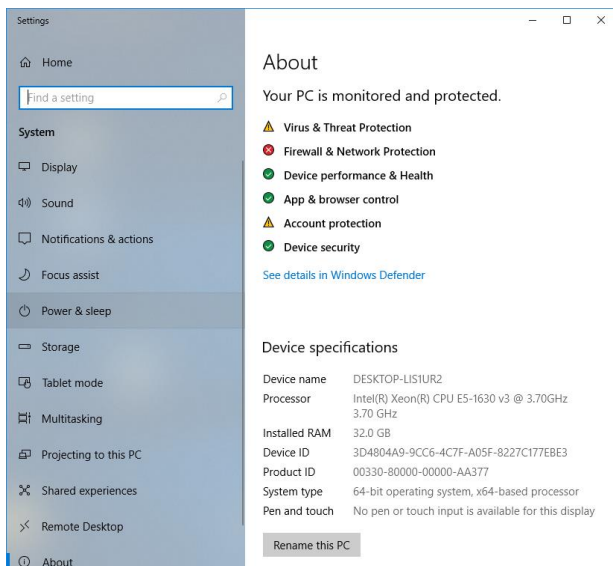 Settings
Home
Find a setting
System
Display
Sound
Notifications & actions
Focus assist
Power & sleep
Storage
Tablet mode
Multitasking
Projecting to this PC
Shared experiences
Remote Desktop
About
About
Your PC is monitored and protected.
Virus & Threat Protection
Firewall & Network Protection
Device performance & Health
App & browser control
Account protection
Device security
See details in Windows Defender
Device specifications
Device name DESKTOP-LIS1UR2
Processor Intel(R) Xeon(R) CPU E5-1630 v3 @ 3.70GHz
3.70 GHz
Installed RAM 32.0 GB
Device ID 3D4804A9-9CC6-4C7F-A05F-8227C177EBE3
Product ID 00330-80000-00000-AA377
System type 64-bit operating system, x64-based processor
Pen and touch No pen or touch input is available for this display
Rename this PC